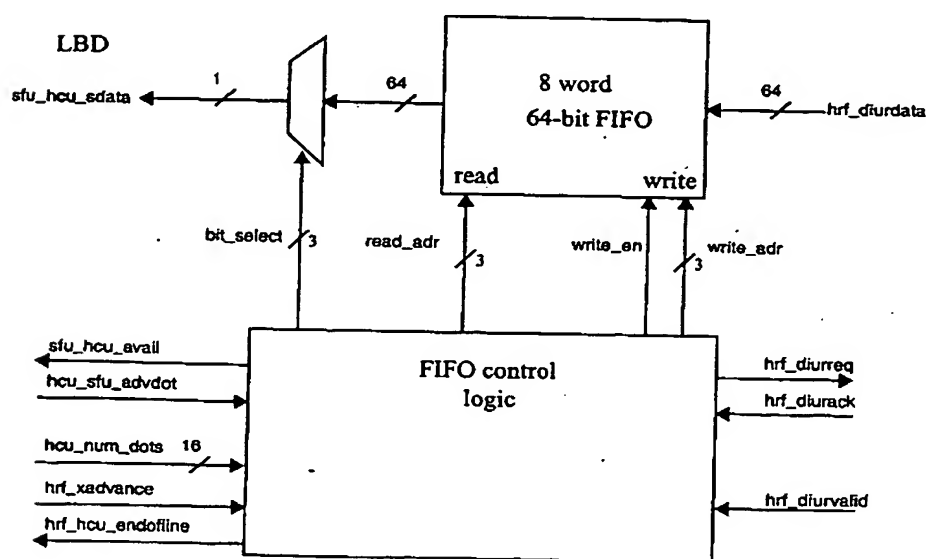 LBD
sfu_hcu_sdata
1
64
8 word
64-bit FIFO
64
hrf_diurdata
read
write
bit_select
3
read_adr
3
write_en
write_adr
3
sfu_hcu_avail
hcu_sfu_advdot
hcu_num_dots
16
hrf_xadvance
hrf_hcu_endofline
FIFO control
logic
hrf_diurreq
hrf_diurack
hrf_diurvalid